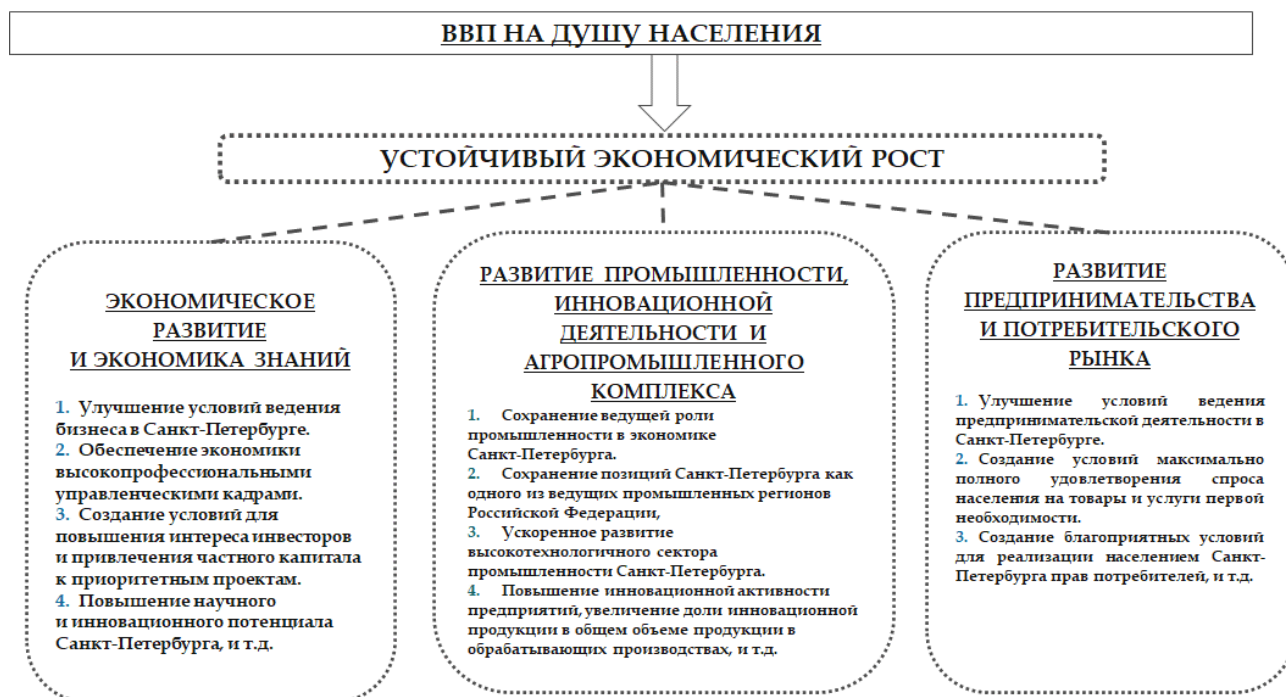 ВВП НА ДУШУ НАСЕЛЕНИЯ
УСТОЙЧИВЫЙ ЭКОНОМИЧЕСКИЙ РОСТ
ЭКОНОМИЧЕСКОЕ
РАЗВИТИЕ
И ЭКОНОМИКА ЗНАНИЙ
1. Улучшение условий ведения
бизнеса в Санкт-Петербурге.
2. Обеспечение экономики
высокопрофессиональными
управленческими кадрами.
3. Создание условий для
повышения интереса инвесторов
и привлечения частного капитала
к приоритетным проектам.
4. Повышение научного
и инновационного потенциала
Санкт-Петербурга, и т.д.
РАЗВИТИЕ ПРОМЫШЛЕННОСТИ,
ИННОВАЦИОННОЙ
ДЕЯТЕЛЬНОСТИ И
АГРОПРОМЫШЛЕННОГО
КОМПЛЕКСА
1. Сохранение ведущей роли
промышленности в экономике
Санкт-Петербурга.
2. Сохранение позиций Санкт-Петербурга как
одного из ведущих промышленных регионов
Российской Федерации,
3. Ускоренное развитие
высокотехнологичного сектора
промышленности Санкт-Петербурга.
4. Повышение инновационной активности
предприятий, увеличение доли инновационной
продукции в общем объеме продукции в
обрабатывающих производствах, и т.д.
РАЗВИТИЕ
ПРЕДПРИНИМАТЕЛЬСТВА
И ПОТРЕБИТЕЛЬСКОГО
РЫНКА
1. Улучшение условий ведения
предпринимательской деятельности в
Санкт-Петербурге.
2. Создание условий максимально
полного удовлетворения спроса
населения на товары и услуги первой
необходимости.
3. Создание благоприятных условий
для реализации населением Санкт-
Петербурга прав потребителей, и т.д.